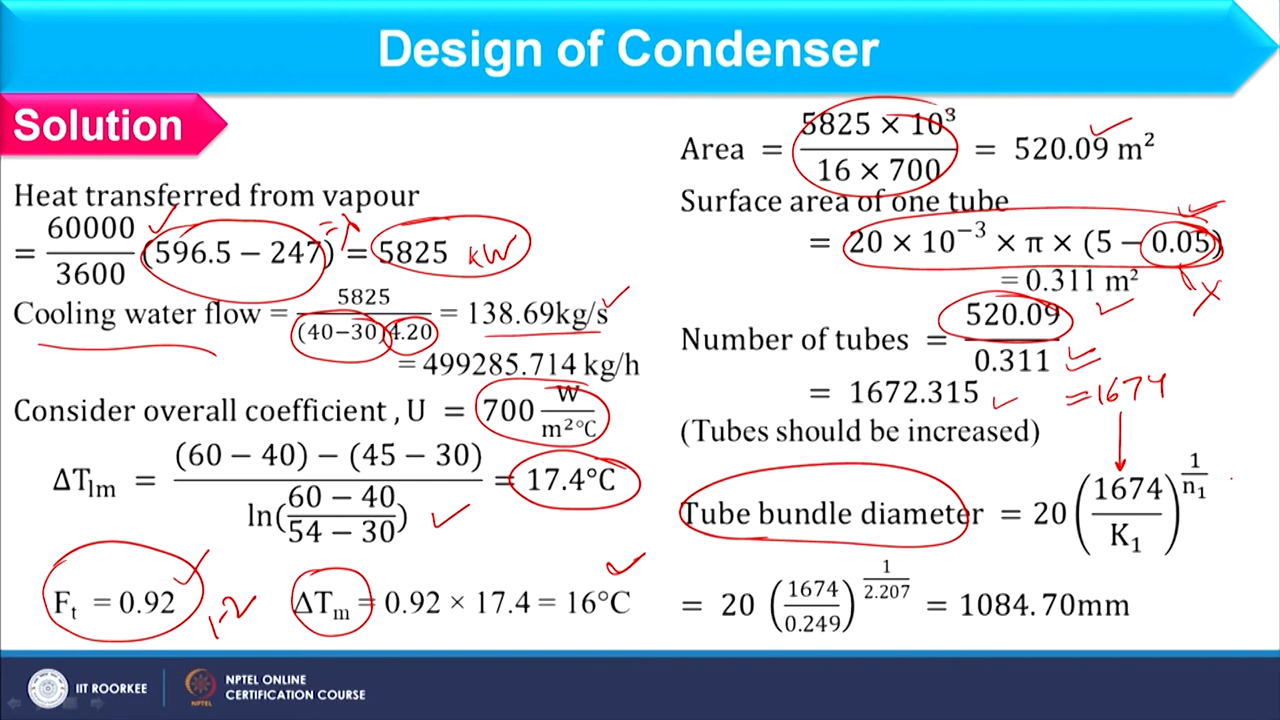 Design of Condenser
Solution
Heat transferred from vapour
= 60000/3600 (596.5 − 247) = 5825 kW
Cooling water flow = 5825/((40−30)4.20) = 138.69kg/s
= 499285.714 kg/h
Consider overall coefficient , U = 700 W/m²°C
ΔTlm = ((60 − 40) − (45 − 30))/ln((60 − 40)/(54 − 30)) = 17.4°C
Ft = 0.92
1-2
ΔTm = 0.92 × 17.4 = 16°C
Area = (5825 × 10³)/(16 × 700) = 520.09 m²
Surface area of one tube
= 20 × 10⁻³ × π × (5 − 0.05)
= 0.311 m²
Number of tubes = 520.09/0.311
= 1672.315 =1674
(Tubes should be increased)
Tube bundle diameter = 20 (1674/K₁)^(1/n₁)
= 20 (1674/0.249)^(1/2.207) = 1084.70mm
IIT ROORKEE
NPTEL
NPTEL ONLINE
CERTIFICATION COURSE